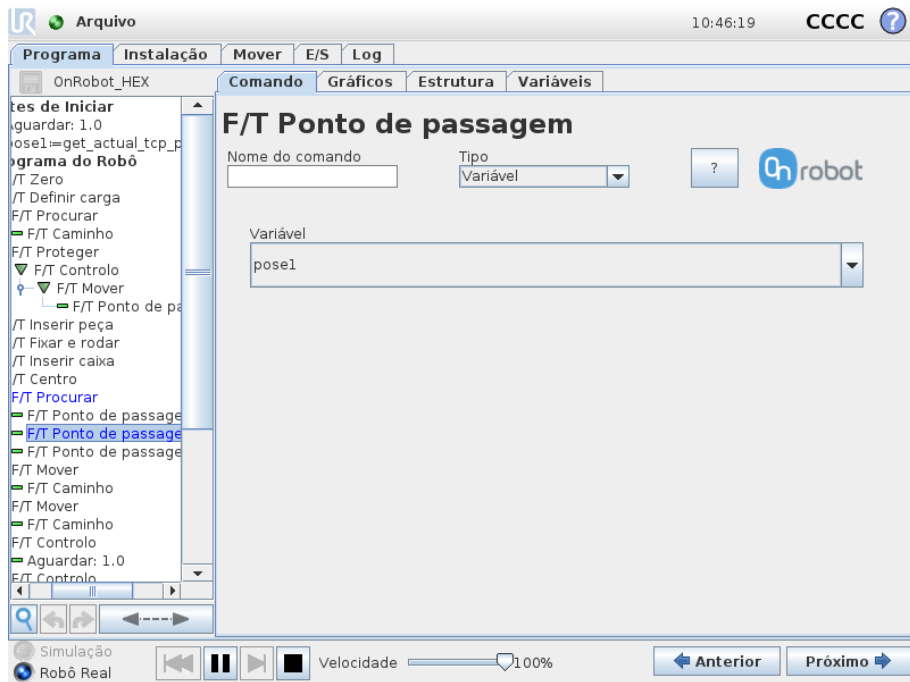 Arquivo
10:46:19
CCCC
?
Programa
Instalação
Mover
E/S
Log
OnRobot_HEX
Comando
Gráficos
Estrutura
Variáveis
tes de Iniciar
Aguardar: 1.0
pose1≔get_actual_tcp_p
ograma do Robô
/T Zero
/T Definir carga
F/T Procurar
F/T Caminho
F/T Proteger
F/T Controlo
F/T Mover
F/T Ponto de pa
/T Inserir peça
/T Fixar e rodar
/T Inserir caixa
/T Centro
F/T Procurar
F/T Ponto de passage
F/T Ponto de passage
F/T Ponto de passage
F/T Mover
F/T Caminho
F/T Mover
F/T Caminho
F/T Controlo
Aguardar: 1.0
F/T Controlo
F/T Ponto de passagem
Nome do comando
Tipo
Variável
?
On robot
Variável
pose1
Simulação
Robô Real
Velocidade
100%
Anterior
Próximo